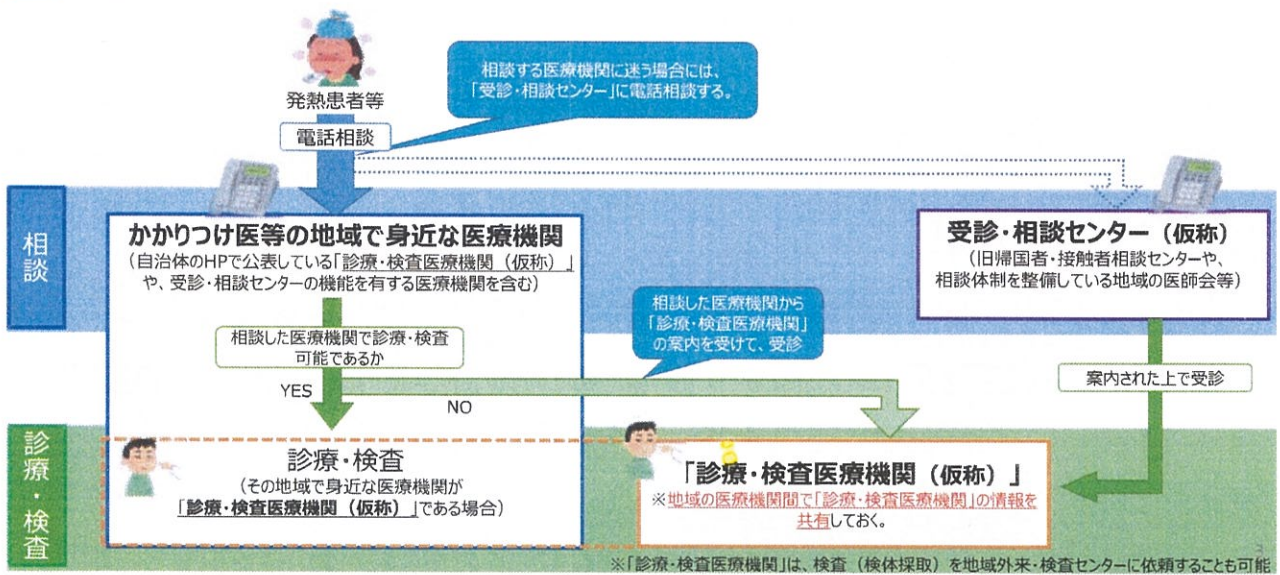 相談する医療機関に迷う場合には、
「受診・相談センター」に電話相談する。
発熱患者等
電話相談
相談
かかりつけ医等の地域で身近な医療機関
（自治体のHPで公表している「診療・検査医療機関（仮称）」
や、受診・相談センターの機能を有する医療機関を含む）
受診・相談センター（仮称）
（旧帰国者・接触者相談センターや、
相談体制を整備している地域の医師会等）
相談した医療機関から
「診療・検査医療機関」
の案内を受けて、受診
相談した医療機関で診療・検査
可能であるか
YES
NO
案内された上で受診
診療・検査
診療・検査
（その地域で身近な医療機関が
「診療・検査医療機関（仮称）」である場合）
「診療・検査医療機関（仮称）」
※地域の医療機関間で「診療・検査医療機関」の情報を
共有しておく。
※「診療・検査医療機関」は、検査（検体採取）を地域外来・検査センターに依頼することも可能